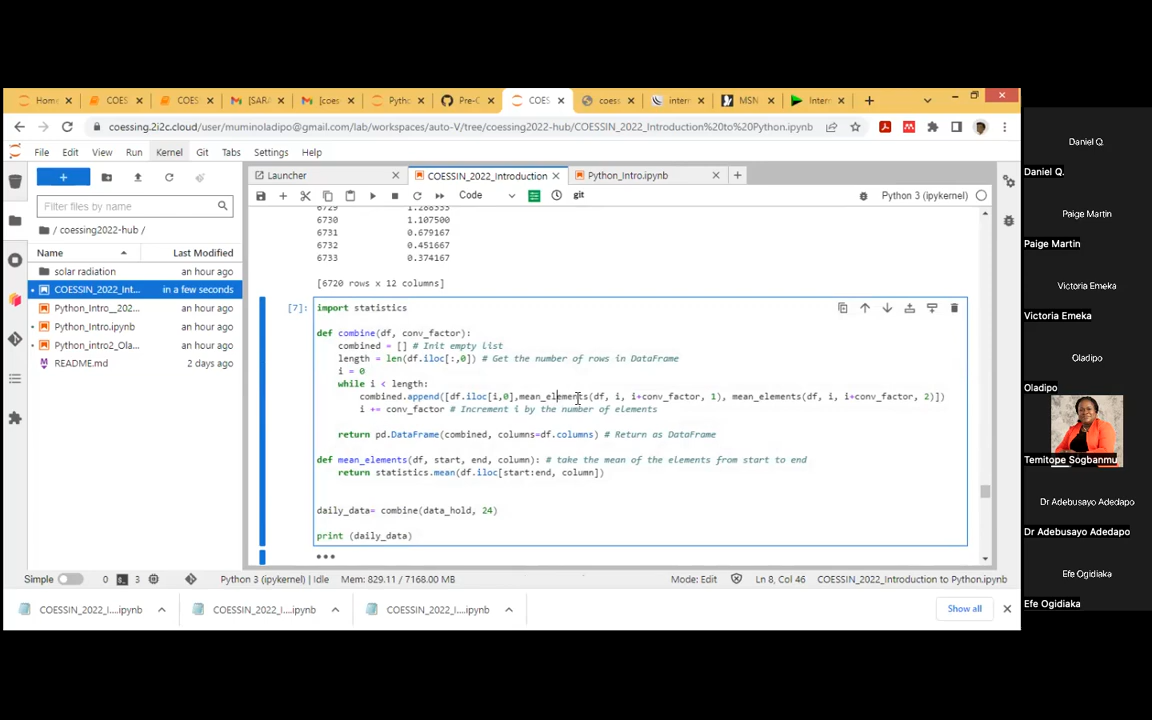 Home
COES
COES
[SARA
[coes
Pytho
Pre-C
COES
coess
interr
MSN
Intern
coessing.2i2c.cloud/user/muminoladipo@gmail.com/lab/workspaces/auto-V/tree/coessing2022-hub/COESSIN_2022_Introduction%20to%20Python.ipynb
File Edit View Run Kernel Git Tabs Settings Help
Launcher
COESSIN_2022_Introduction
Python_Intro.ipynb
Code
git
Python 3 (ipykernel)
Filter files by name
/ coessing2022-hub /
Name Last Modified
solar radiation an hour ago
COESSIN_2022_Int... in a few seconds
Python_Intro__202... an hour ago
Python_Intro.ipynb an hour ago
Python_intro2_Ola... an hour ago
README.md 2 days ago
6729 1.288333
6730 1.107500
6731 0.679167
6732 0.451667
6733 0.374167
[6720 rows x 12 columns]
[7]: import statistics
def combine(df, conv_factor):
combined = [] # Init empty list
length = len(df.iloc[:,0]) # Get the number of rows in DataFrame
i = 0
while i < length:
combined.append([df.iloc[i,0],mean_elements(df, i, i+conv_factor, 1), mean_elements(df, i, i+conv_factor, 2)])
i += conv_factor # Increment i by the number of elements
return pd.DataFrame(combined, columns=df.columns) # Return as DataFrame
def mean_elements(df, start, end, column): # take the mean of the elements from start to end
return statistics.mean(df.iloc[start:end, column])
daily_data= combine(data_hold, 24)
print (daily_data)
Simple 0 3 Python 3 (ipykernel) | Idle Mem: 829.11 / 7168.00 MB Mode: Edit Ln 8, Col 46 COESSIN_2022_Introduction to Python.ipynb
COESSIN_2022_I....ipynb
COESSIN_2022_I....ipynb
COESSIN_2022_I....ipynb
Show all
Daniel Q.
Daniel Q.
Paige Martin
Paige Martin
Victoria Emeka
Victoria Emeka
Oladipo
Oladipo
Temitope Sogbanmu
Dr Adebusayo Adedapo
Dr Adebusayo Adedapo
Efe Ogidiaka
Efe Ogidiaka